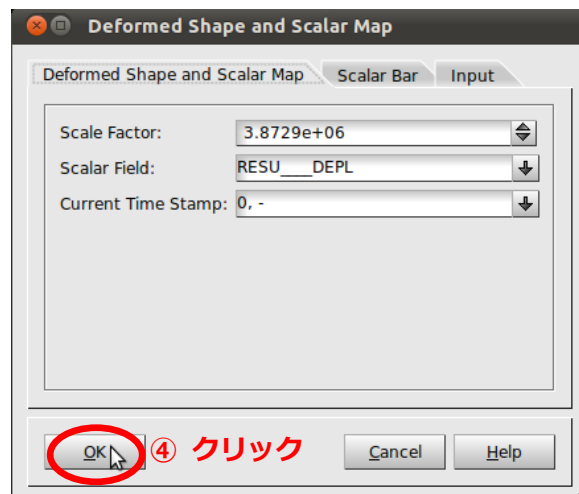 Deformed Shape and Scalar Map
Deformed Shape and Scalar Map Scalar Bar Input
Scale Factor: 3.8729e+06
Scalar Field: RESU___DEPL
Current Time Stamp: 0, -
OK ④ クリック Cancel Help